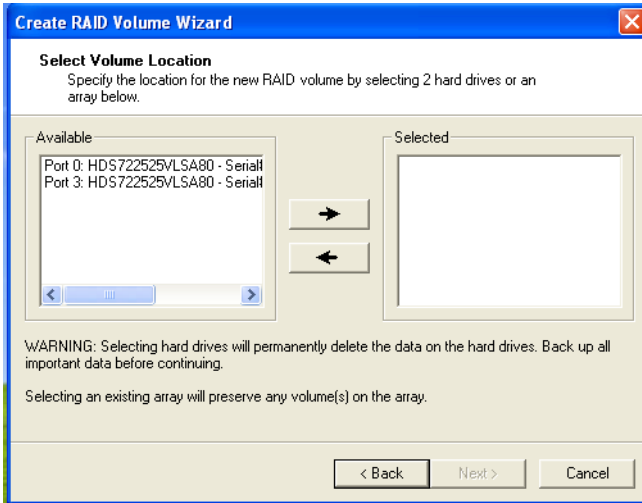 Create RAID Volume Wizard
Select Volume Location
Specify the location for the new RAID volume by selecting 2 hard drives or an
array below.
Available
Selected
Port 0: HDS722525VLSA80 - Serial
Port 3: HDS722525VLSA80 - Serial
WARNING: Selecting hard drives will permanently delete the data on the hard drives. Back up all
important data before continuing.
Selecting an existing array will preserve any volume(s) on the array.
< Back
Next >
Cancel